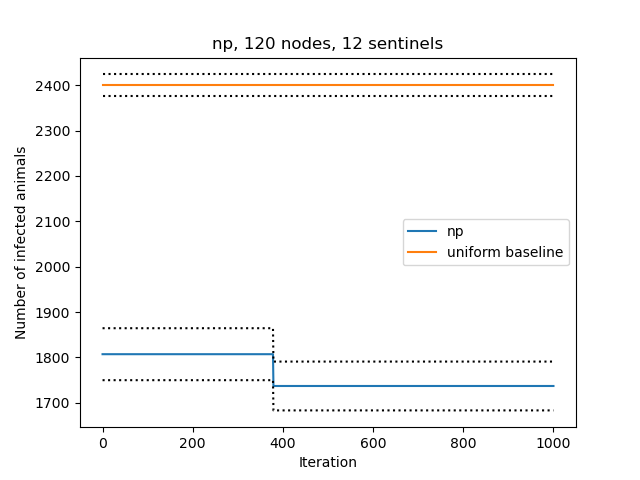 np, 120 nodes, 12 sentinels
Number of infected animals
2400
2300
2200
2100
2000
1900
1800
1700
np
uniform baseline
0 200 400 600 800 1000
Iteration